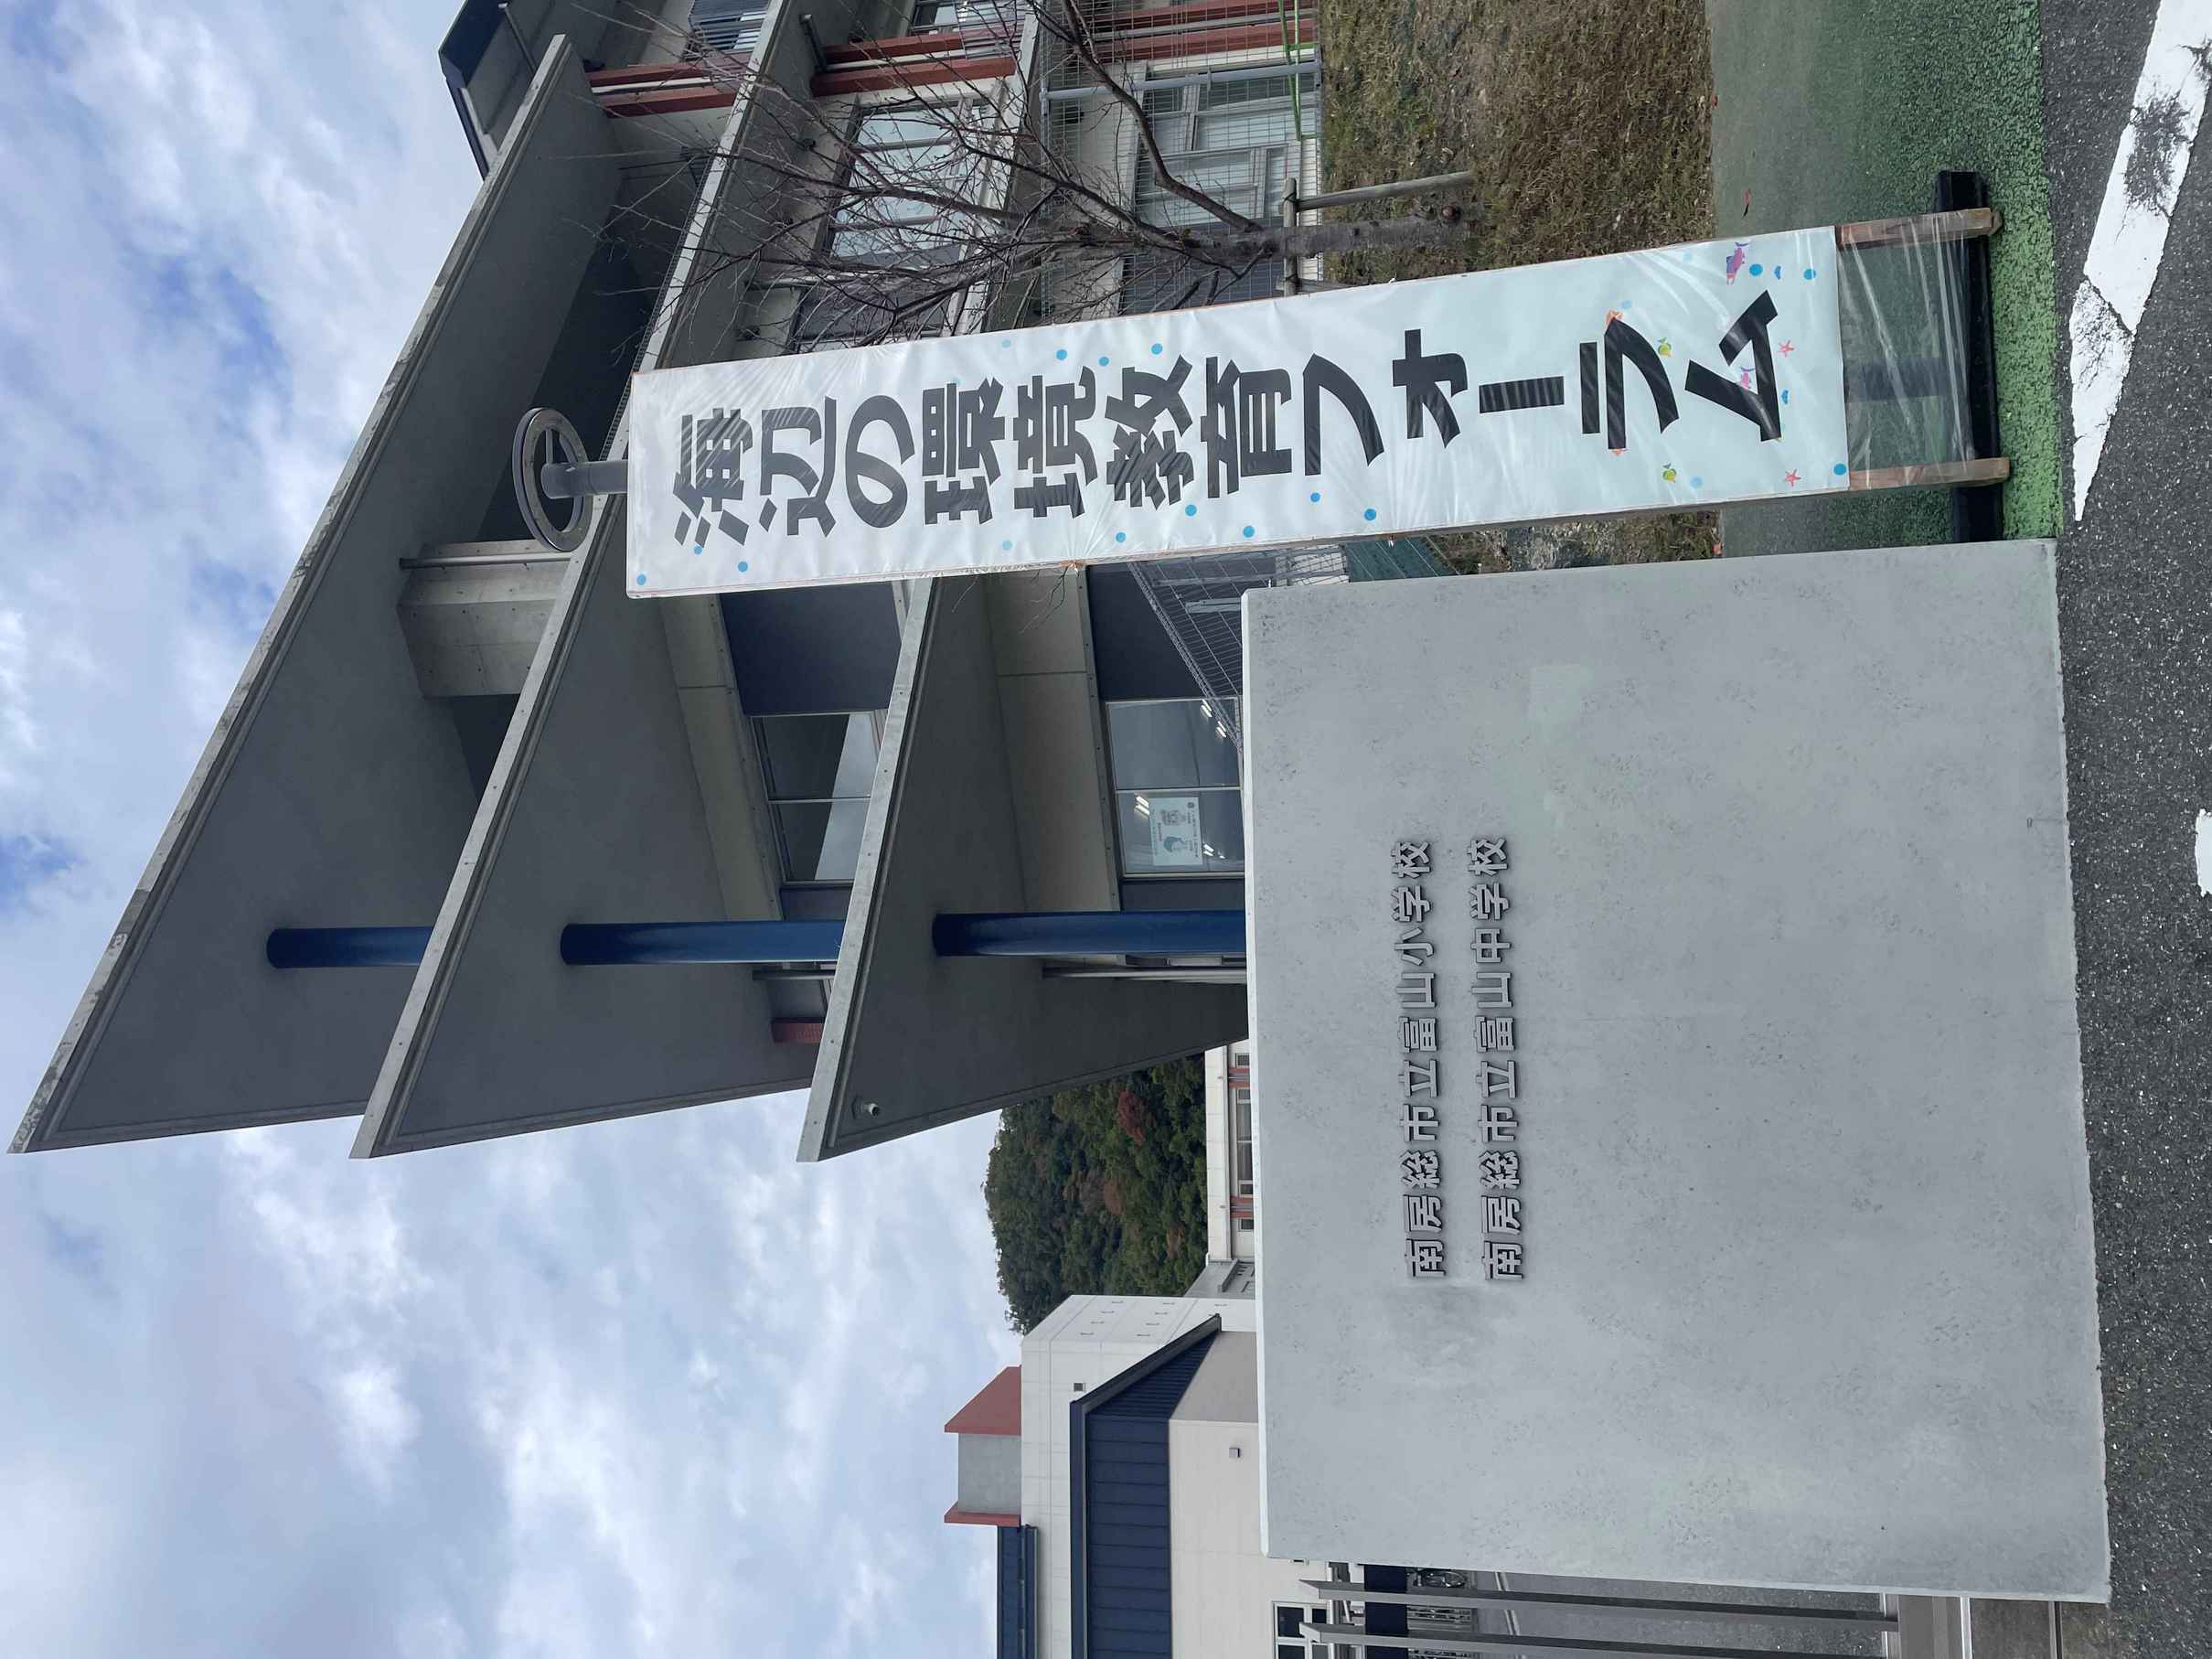 海辺の環境教育フォーラム
南房総市立富山小学校
南房総市立富山中学校